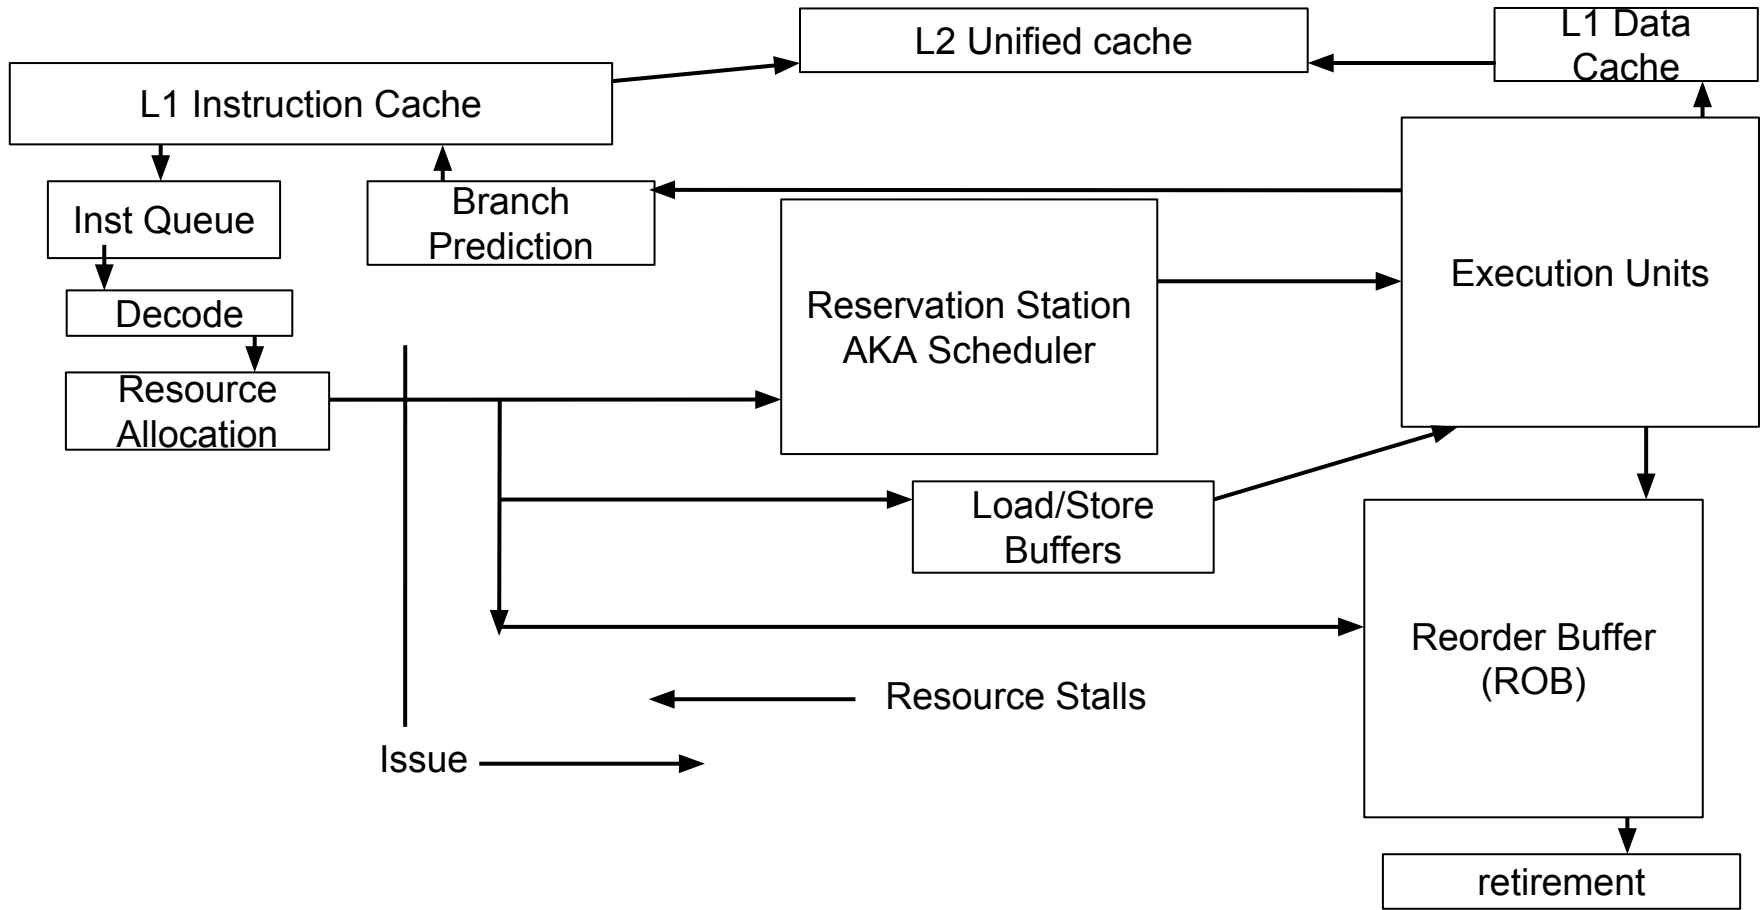 L2 Unified cache
L1 Data
Cache
L1 Instruction Cache
Inst Queue
Branch
Prediction
Execution Units
Decode
Reservation Station
AKA Scheduler
Resource
Allocation
Load/Store
Buffers
Reorder Buffer
(ROB)
Resource Stalls
Issue
retirement